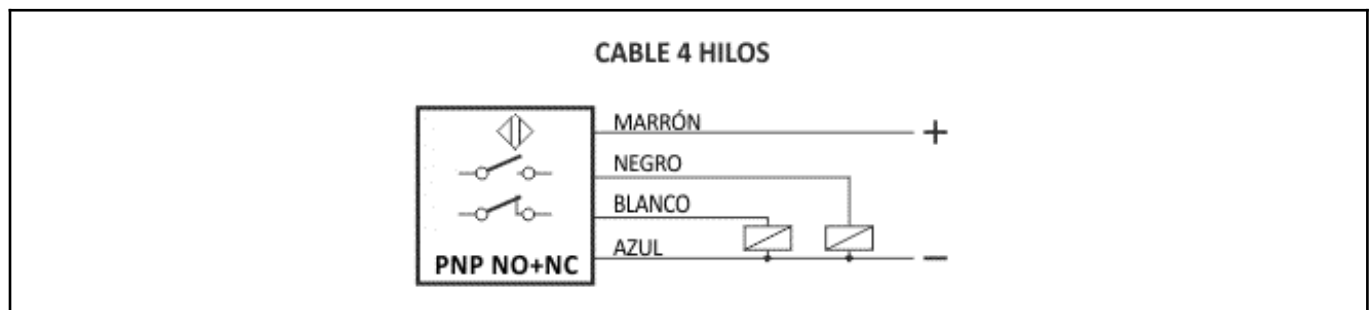 CABLE 4 HILOS
MARRÓN
+
NEGRO
BLANCO
AZUL
−
PNP NO+NC